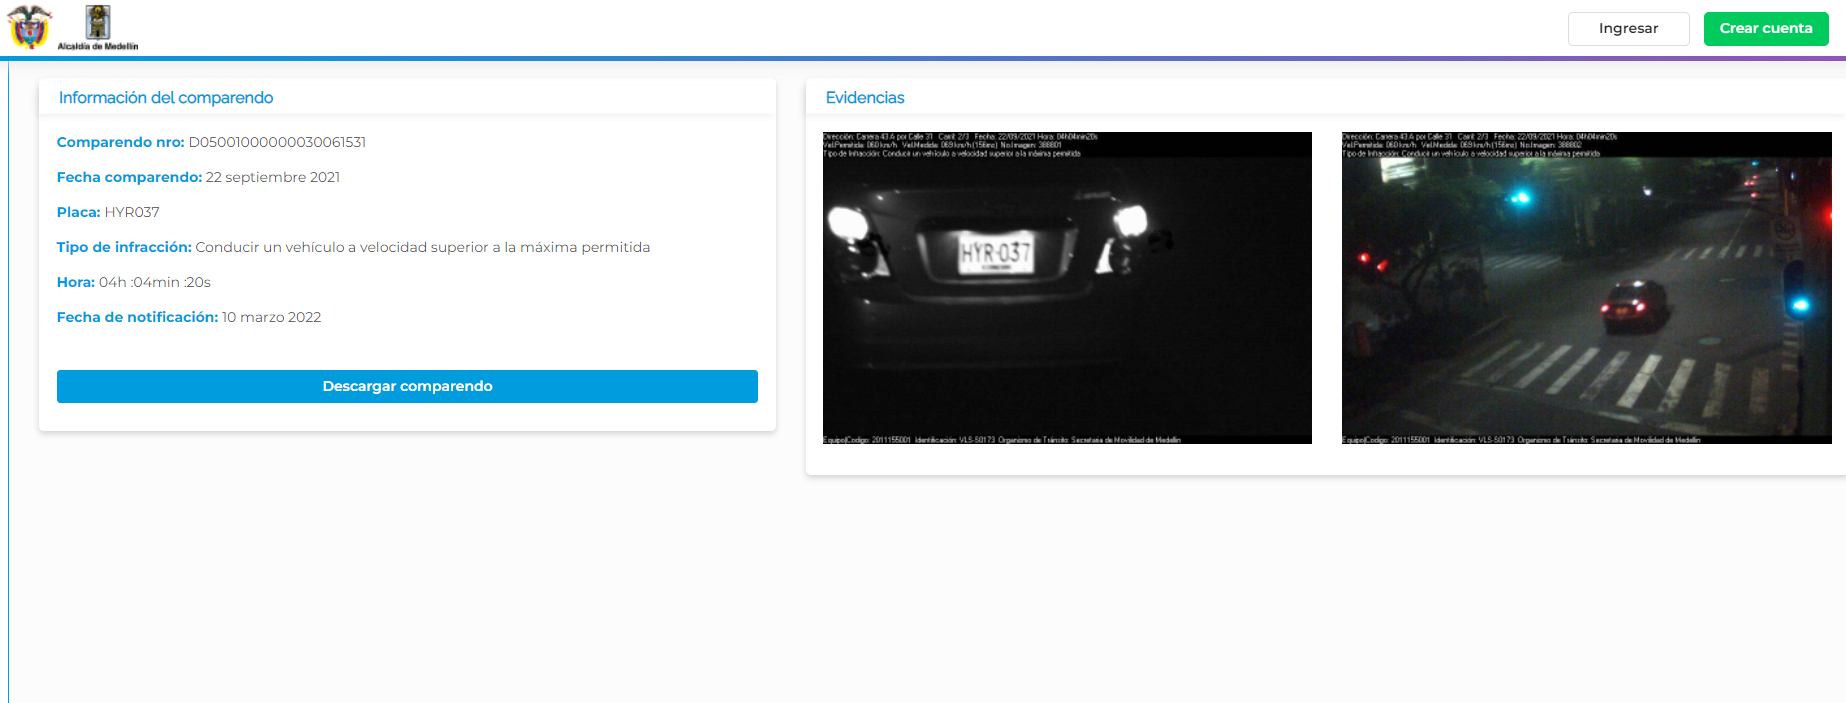 Alcaldía de Medellín
Ingresar
Crear cuenta
Información del comparendo
Comparendo nro: D05001000000030061531
Fecha comparendo: 22 septiembre 2021
Placa: HYR037
Tipo de infracción: Conducir un vehículo a velocidad superior a la máxima permitida
Hora: 04h :04min :20s
Fecha de notificación: 10 marzo 2022
Descargar comparendo
Evidencias
Dirección: Carrera 43 A por Calle 31 Carril: 2/3 Fecha: 22/09/2021 Hora: 04h04min20s
Vel.Permitida: 060 km/h Vel.Medida: 069 km/h (156ms) No.Imagen: 388801
Tipo de Infracción: Conducir un vehículo a velocidad superior a la máxima permitida
HYR-037
Equipo|Codigo: 2011155001 Identificación: VLS-S0173 Organismo de Tránsito: Secretaria de Movilidad de Medellín
Dirección: Carrera 43 A por Calle 31 Carril: 2/3 Fecha: 22/09/2021 Hora: 04h04min20s
Vel.Permitida: 060 km/h Vel.Medida: 069 km/h (156ms) No.Imagen: 388802
Tipo de Infracción: Conducir un vehículo a velocidad superior a la máxima permitida
Equipo|Codigo: 2011155001 Identificación: VLS-S0173 Organismo de Tránsito: Secretaria de Movilidad de Medellín